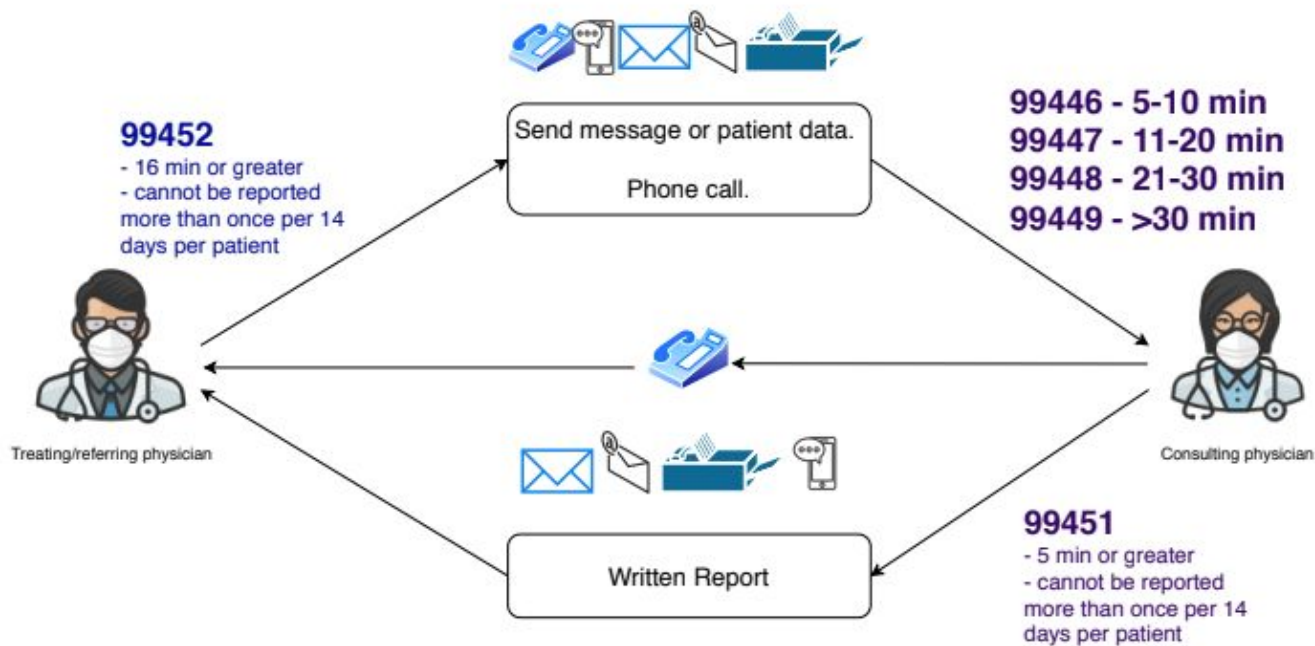 99452
- 16 min or greater
- cannot be reported
more than once per 14
days per patient
Send message or patient data.
Phone call.
99446 - 5-10 min
99447 - 11-20 min
99448 - 21-30 min
99449 - >30 min
Treating/referring physician
Consulting physician
Written Report
99451
- 5 min or greater
- cannot be reported
more than once per 14
days per patient